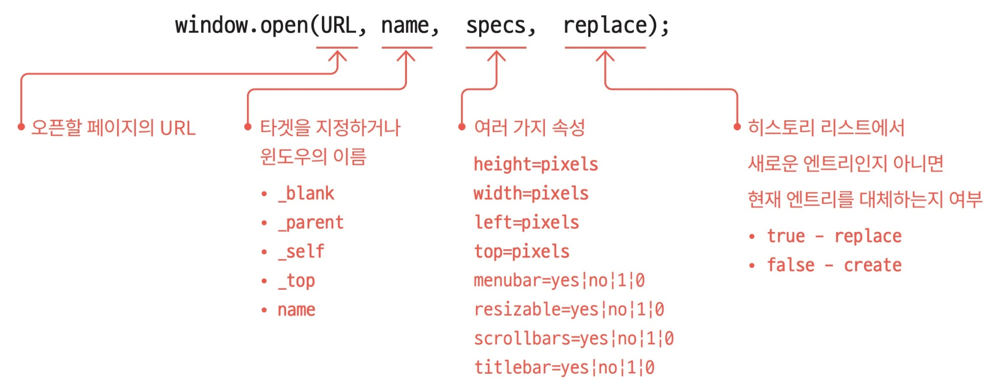 window.open(URL, name, specs, replace);
오픈할 페이지의 URL
타겟을 지정하거나
윈도우의 이름
• _blank
• _parent
• _self
• _top
• name
여러 가지 속성
height=pixels
width=pixels
left=pixels
top=pixels
menubar=yes¦no¦1¦0
resizable=yes¦no¦1¦0
scrollbars=yes¦no¦1¦0
titlebar=yes¦no¦1¦0
히스토리 리스트에서
새로운 엔트리인지 아니면
현재 엔트리를 대체하는지 여부
• true – replace
• false – create